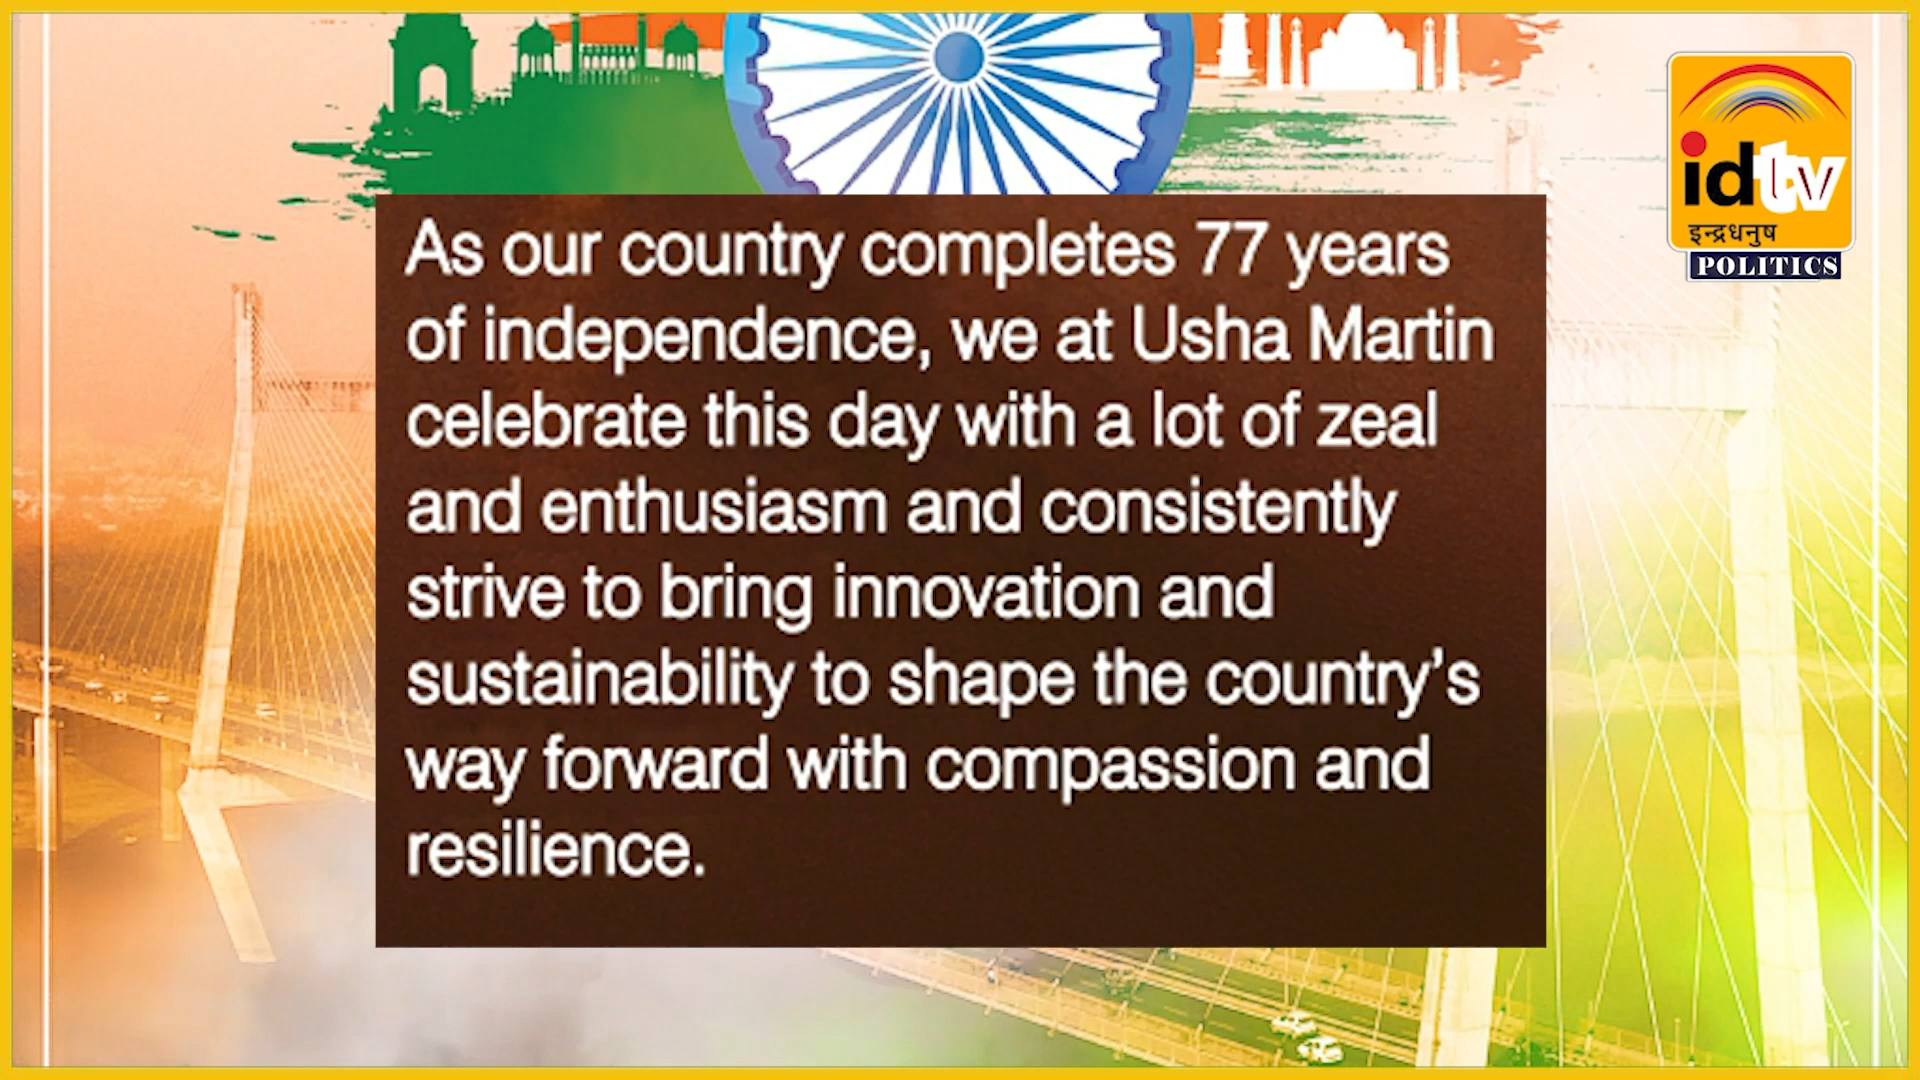 As our country completes 77 years
of independence, we at Usha Martin
celebrate this day with a lot of zeal
and enthusiasm and consistently
strive to bring innovation and
sustainability to shape the country’s
way forward with compassion and
resilience.
idtv
इन्द्रधनुष
POLITICS